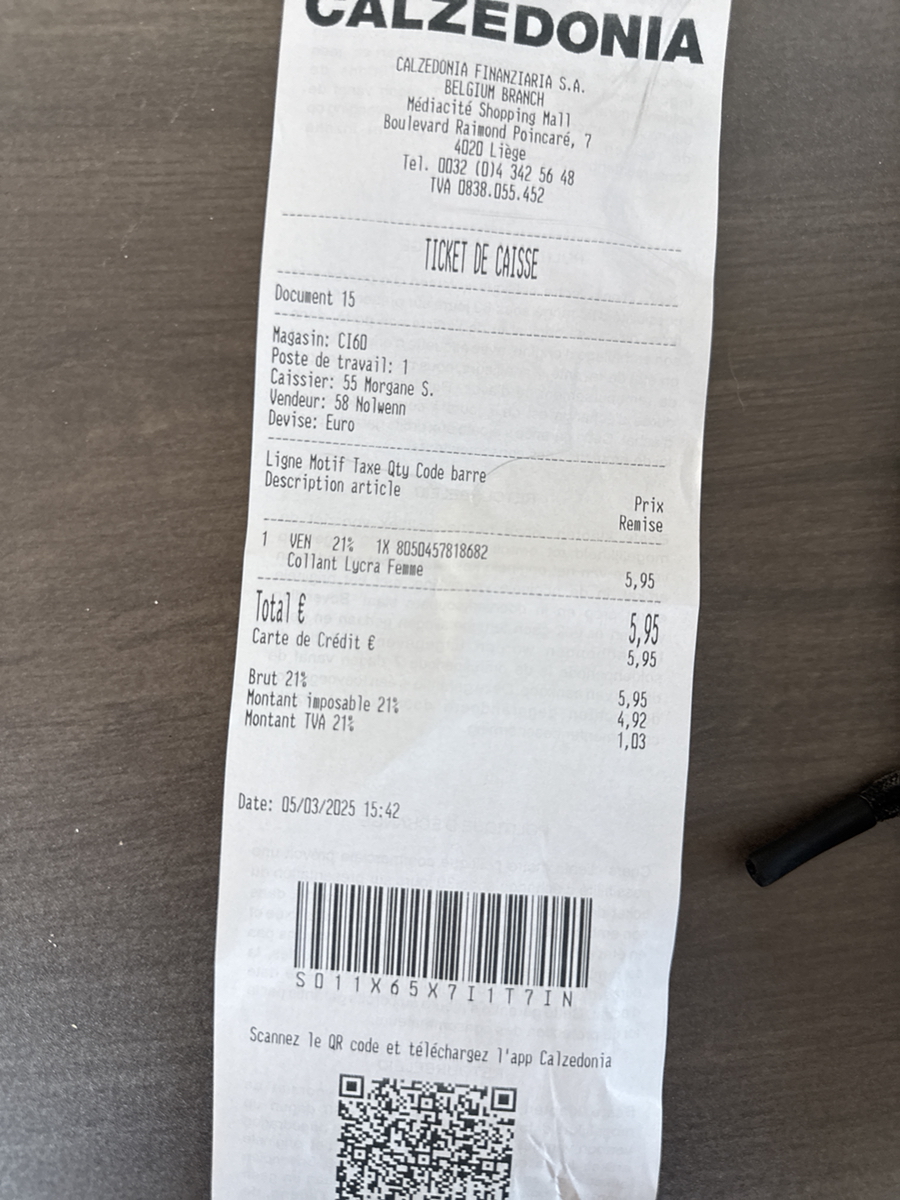 CALZEDONIA
CALZEDONIA FINANZIARIA S.A.
BELGIUM BRANCH
Médiacité Shopping Mall
Boulevard Raimond Poincaré, 7
4020 Liège
Tel. 0032 (0)4 342 56 48
TVA 0838.055.452
TICKET DE CAISSE
Document 15
Magasin: CI60
Poste de travail: 1
Caissier: 55 Morgane S.
Vendeur: 58 Nolwenn
Devise: Euro
Ligne Motif Taxe Qty Code barre
Description article Prix
Remise
1 VEN 21% 1X 8050457818682
Collant Lycra Femme 5,95
Total € 5,95
Carte de Crédit € 5,95
Brut 21% 5,95
Montant imposable 21% 4,92
Montant TVA 21% 1,03
Date: 05/03/2025 15:42
S011X65X7I1T7IN
Scannez le QR code et téléchargez l'app Calzedonia